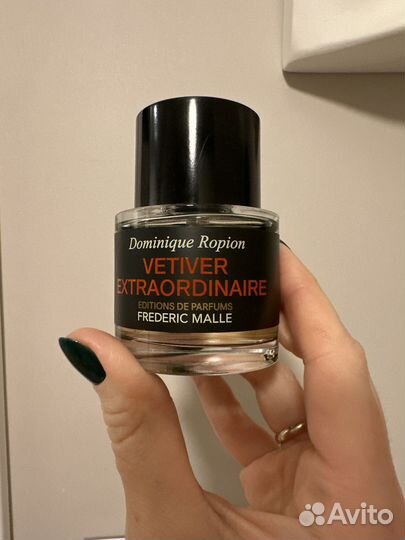 Dominique Ropion
VETIVER
EXTRAORDINAIRE
EDITIONS DE PARFUMS
FREDERIC MALLE
Avito